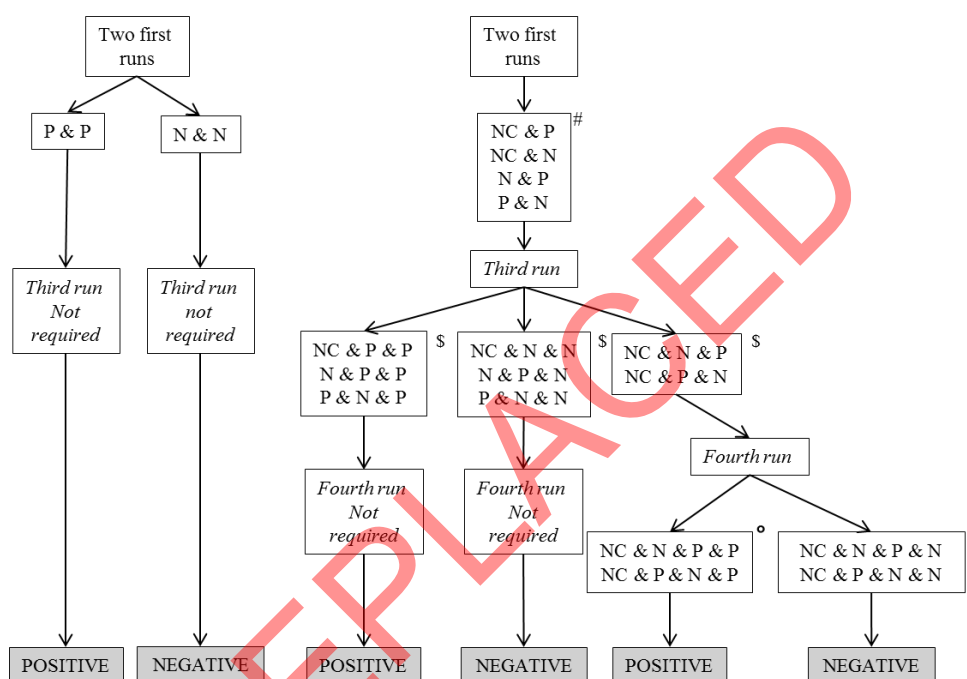 Two first
runs
P & P
N & N
Third run
Not
required
Third run
not
required
POSITIVE
NEGATIVE
Two first
runs
NC & P
NC & N
N & P
P & N
#
Third run
NC & P & P
N & P & P
P & N & P
$
NC & N & N
N & P & N
P & N & N
$
NC & N & P
NC & P & N
$
Fourth run
Not
required
Fourth run
Not
required
Fourth run
NC & N & P & P
NC & P & N & P
°
NC & N & P & N
NC & P & N & N
POSITIVE
NEGATIVE
POSITIVE
NEGATIVE
EPLACED